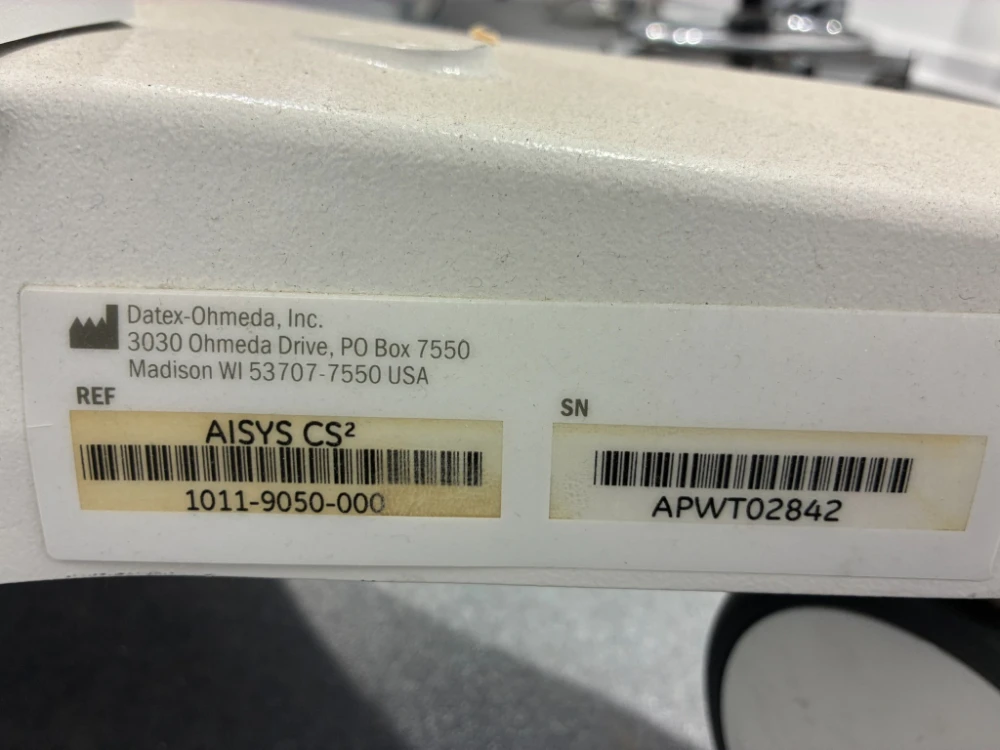 Datex-Ohmeda, Inc.
3030 Ohmeda Drive, PO Box 7550
Madison WI 53707-7550 USA
REF
AISYS CS²
1011-9050-000
SN
APWT02842